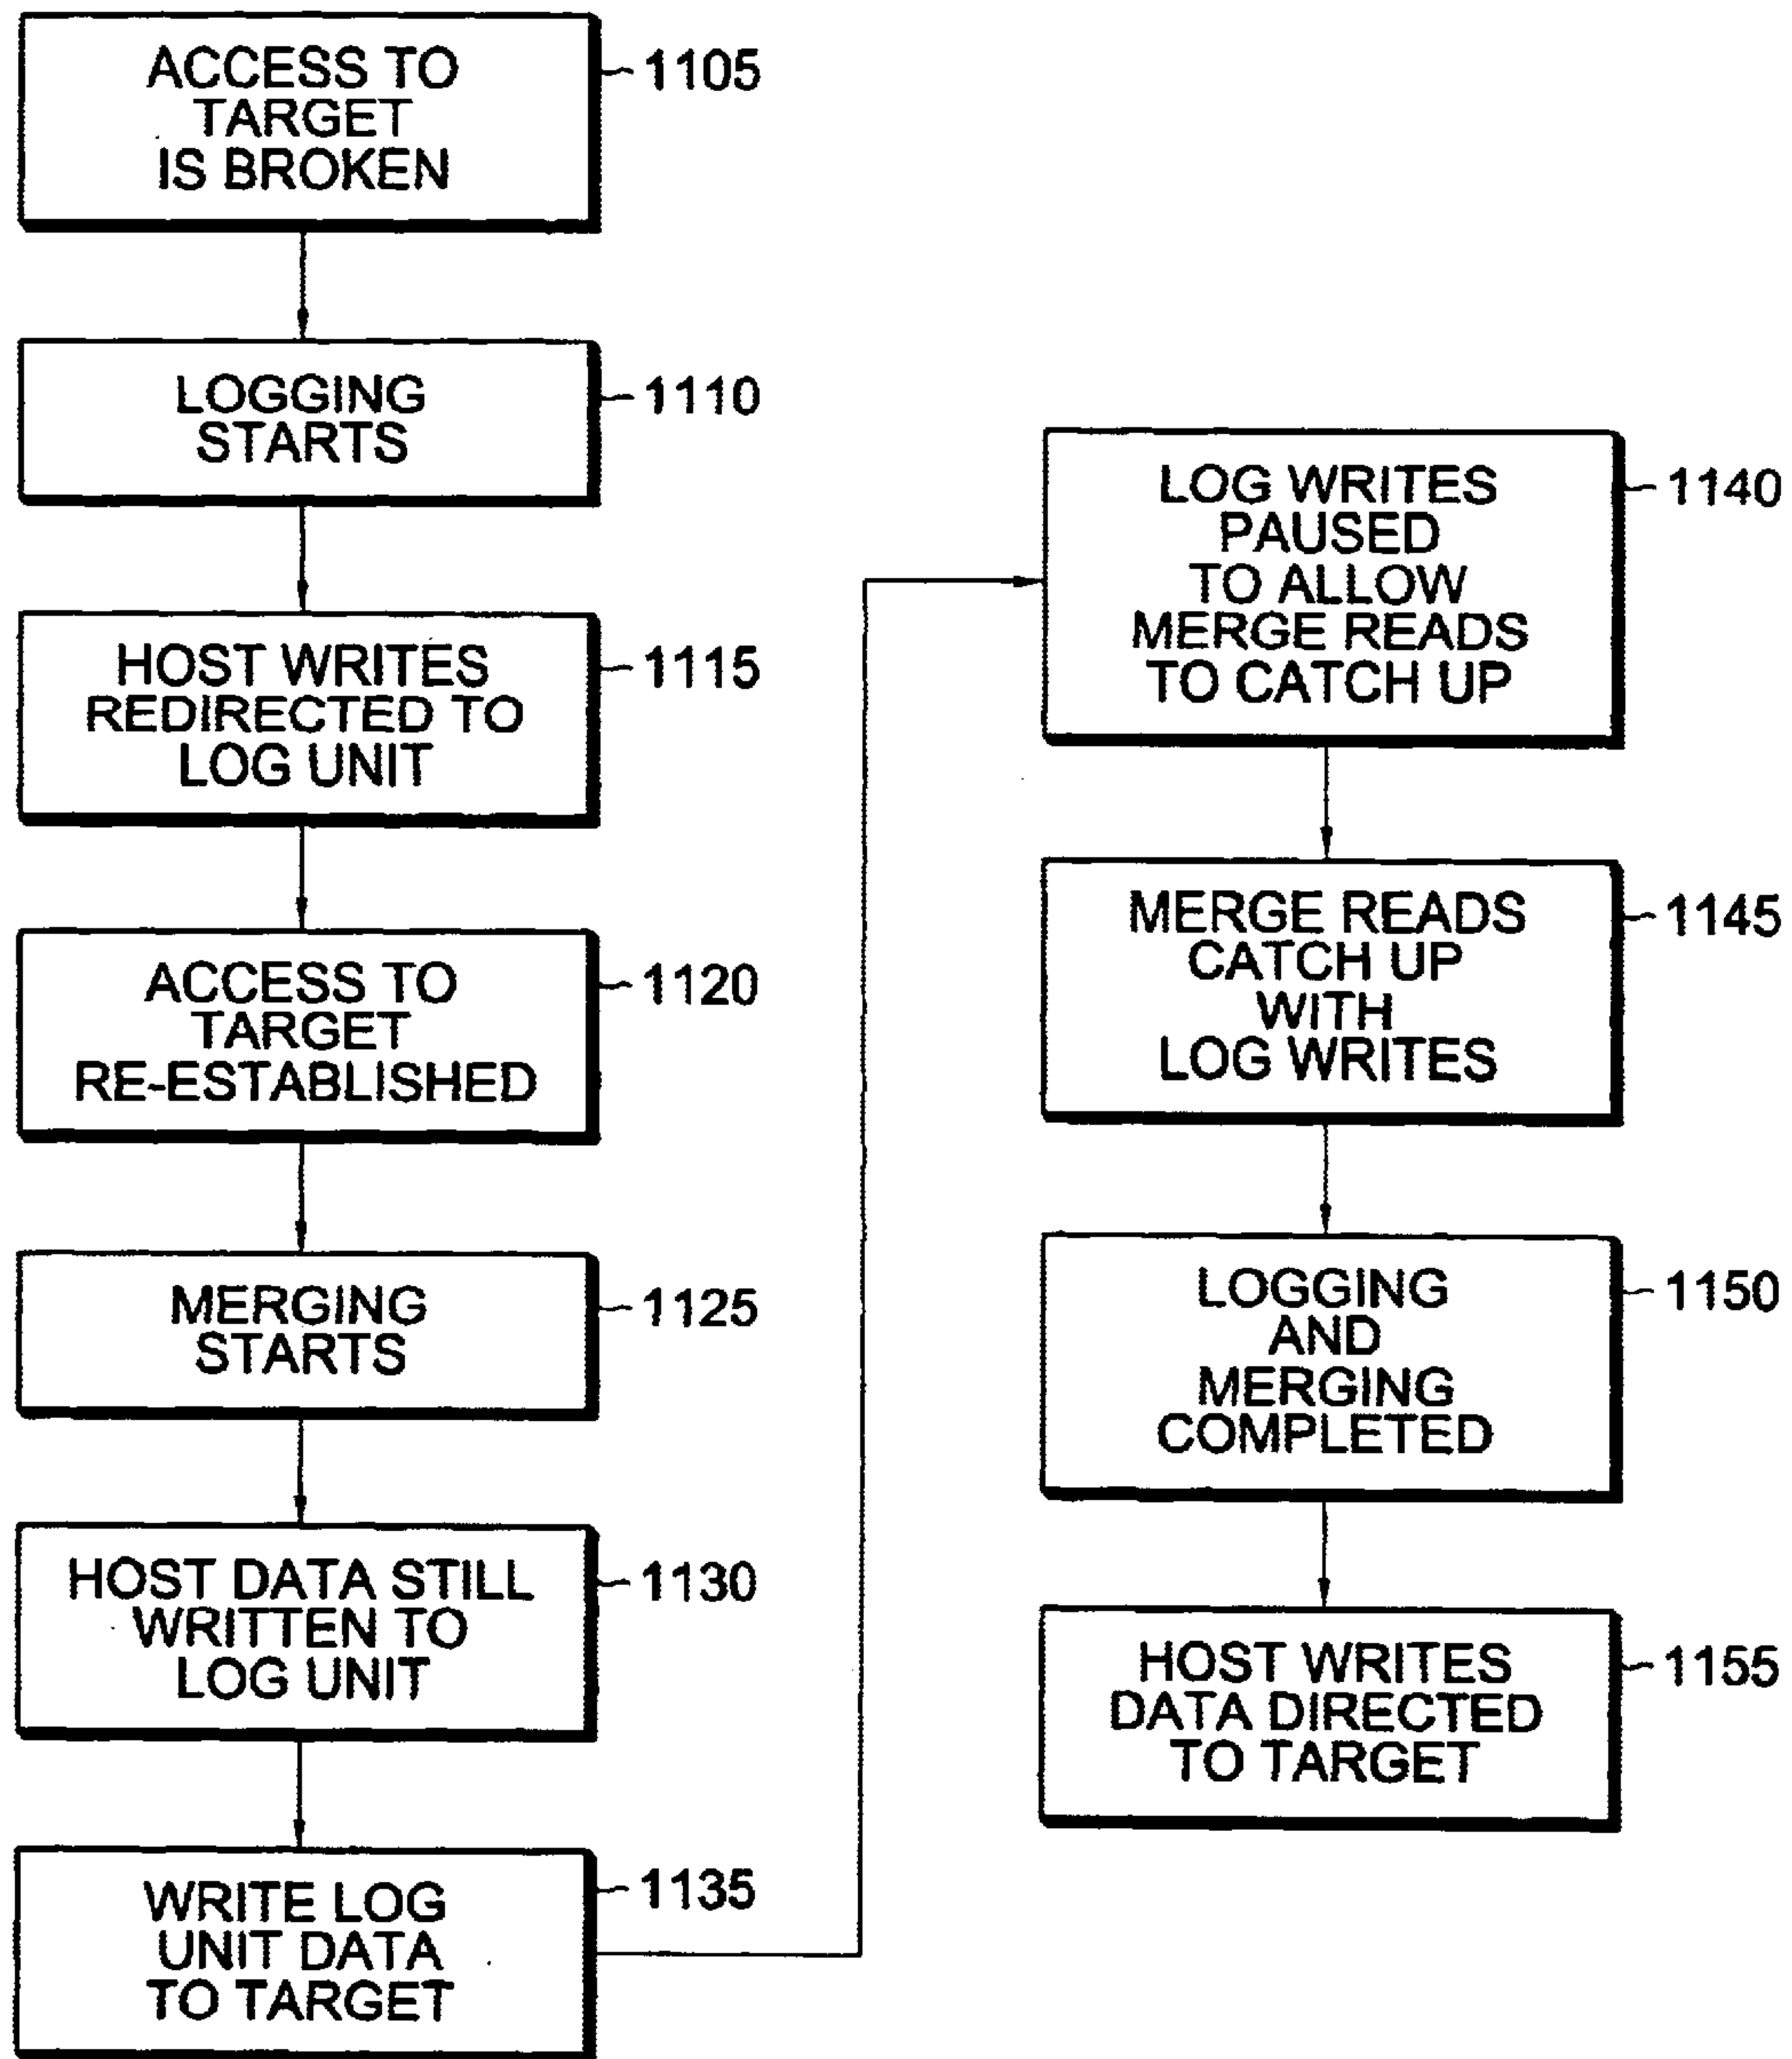 ACCESS TO
TARGET
IS BROKEN
1105
LOGGING
STARTS
1110
HOST WRITES
REDIRECTED TO
LOG UNIT
1115
ACCESS TO
TARGET
RE-ESTABLISHED
1120
MERGING
STARTS
1125
HOST DATA STILL
WRITTEN TO
LOG UNIT
1130
WRITE LOG
UNIT DATA
TO TARGET
1135
LOG WRITES
PAUSED
TO ALLOW
MERGE READS
TO CATCH UP
1140
MERGE READS
CATCH UP
WITH
LOG WRITES
1145
LOGGING
AND
MERGING
COMPLETED
1150
HOST WRITES
DATA DIRECTED
TO TARGET
1155